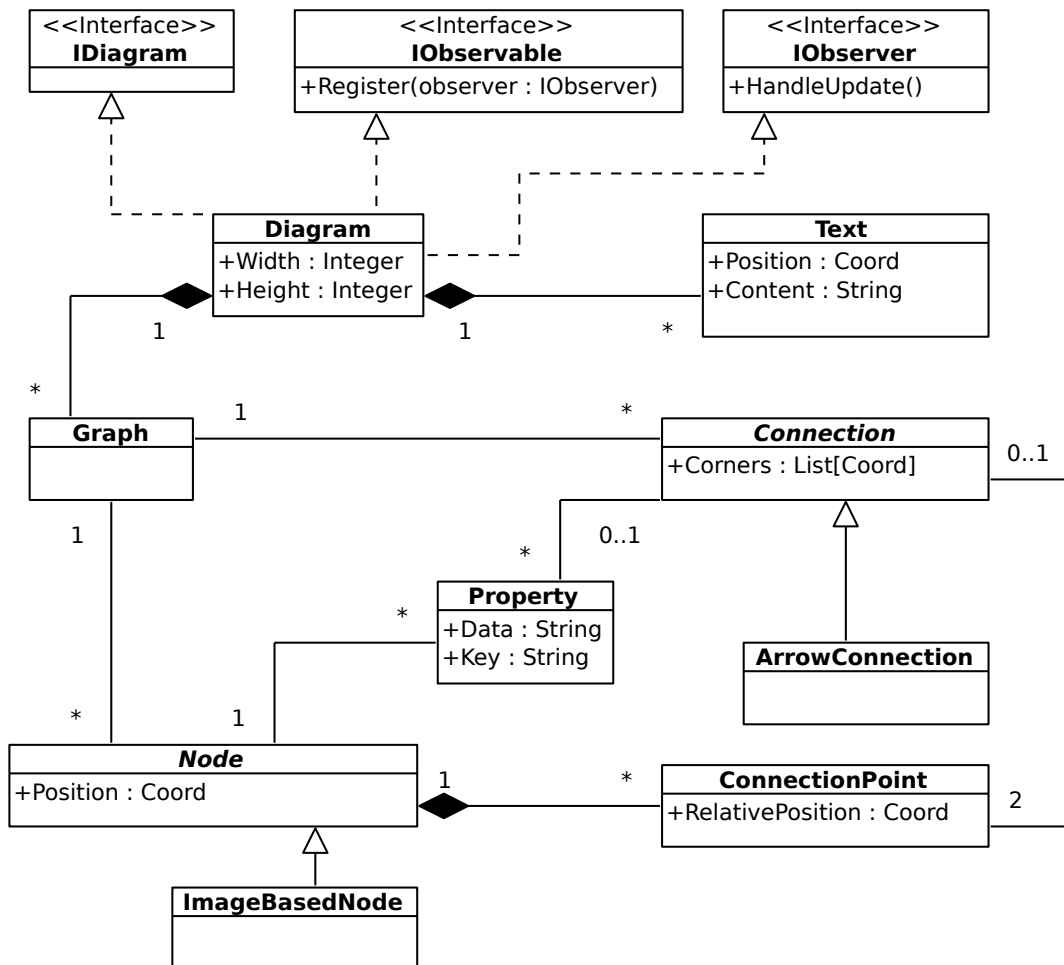 <<Interface>>
IDiagram
<<Interface>>
IObservable
+Register(observer : IObserver)
<<Interface>>
IObserver
+HandleUpdate()
Diagram
+Width : Integer
+Height : Integer
Text
+Position : Coord
+Content : String
1
1
*
*
Graph
1
*
Connection
+Corners : List[Coord]
0..1
1
0..1
*
Property
+Data : String
+Key : String
*
ArrowConnection
*
1
Node
+Position : Coord
1
*
ConnectionPoint
+RelativePosition : Coord
2
ImageBasedNode